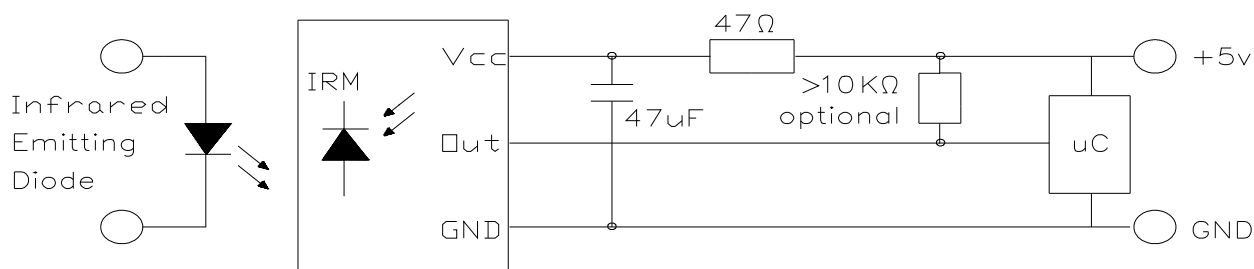 47Ω
Vcc
+5v
IRM
>10KΩ
optional
Infrared
Emitting
Diode
47uF
Out
uC
GND
GND